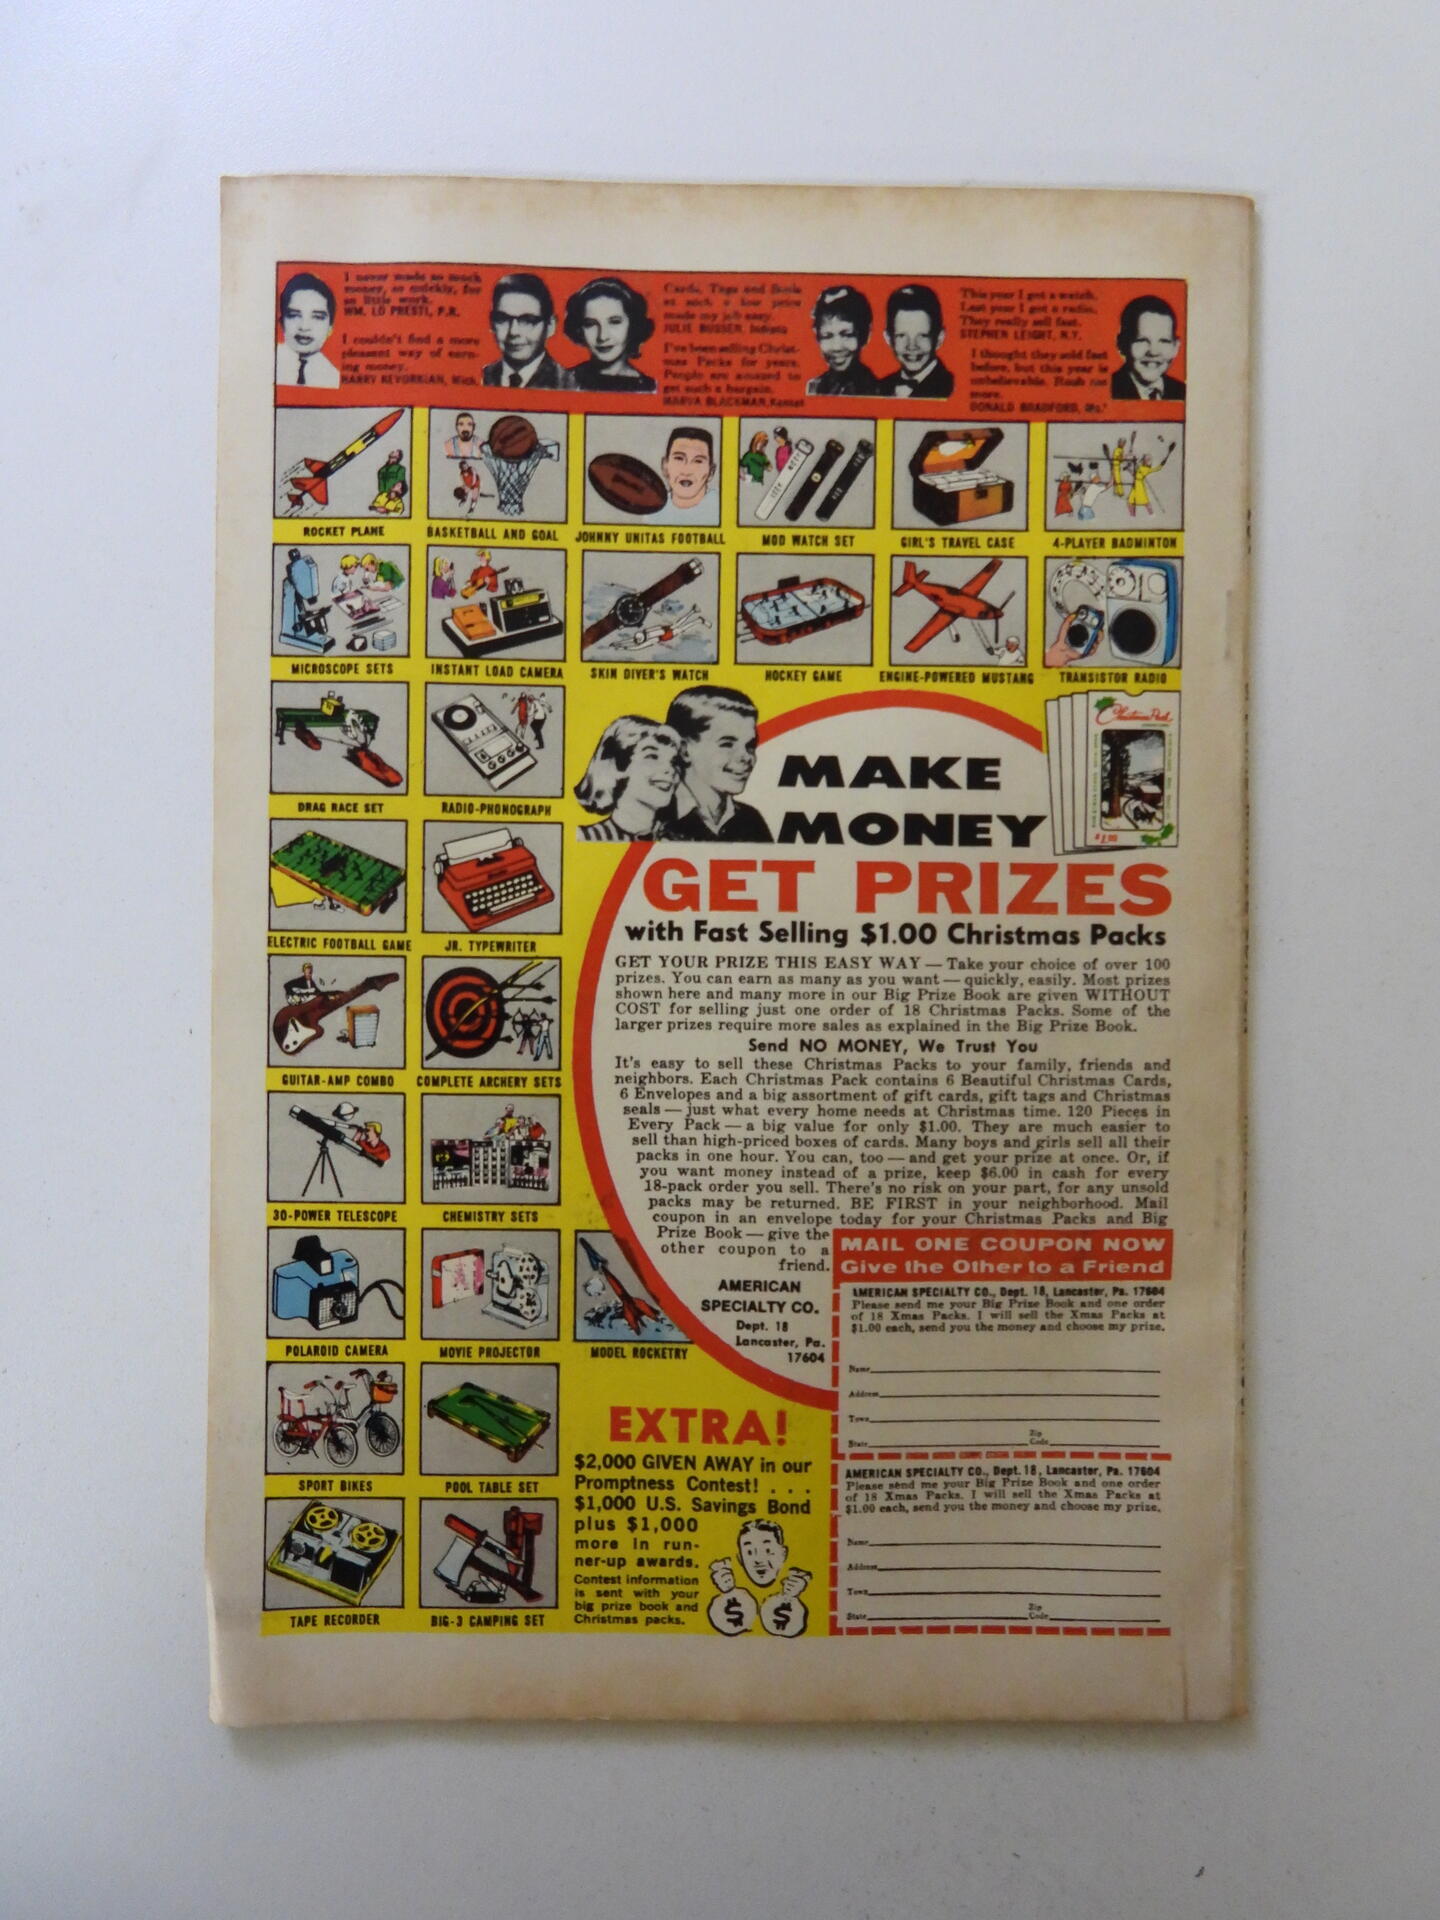 I never made so much
money, so quickly, for
so little work.
WM. LO PRESTI, P.R.
I couldn't find a more
pleasant way of earn-
ing money.
HARRY KEVORKIAN, Mich.
Cards, Tags and Seals
at such a low price
made my job easy.
JULIE BUSSER, Indiana
I've been selling Christ-
mas Packs for years.
People are amazed to
get such a bargain.
MARVA BLACKMAN, Kansas
This year I got a watch.
Last year I got a radio.
They really sell fast.
STEPHEN LEIGHT, N.Y.
I thought they sold fast
before, but this year is
unbelievable. Rush me
more.
DONALD BRADFORD,
ROCKET PLANE
BASKETBALL AND GOAL
JOHNNY UNITAS FOOTBALL
MOD WATCH SET
GIRL'S TRAVEL CASE
4-PLAYER BADMINTON
MICROSCOPE SETS
INSTANT LOAD CAMERA
SKIN DIVER'S WATCH
HOCKEY GAME
ENGINE-POWERED MUSTANG
TRANSISTOR RADIO
DRAG RACE SET
RADIO-PHONOGRAPH
ELECTRIC FOOTBALL GAME
JR. TYPEWRITER
GUITAR-AMP COMBO
COMPLETE ARCHERY SETS
30-POWER TELESCOPE
CHEMISTRY SETS
POLAROID CAMERA
MOVIE PROJECTOR
MODEL ROCKETRY
SPORT BIKES
POOL TABLE SET
TAPE RECORDER
BIG-3 CAMPING SET
Christmas Pack
$1.00
MAKE
MONEY
GET PRIZES
with Fast Selling $1.00 Christmas Packs
GET YOUR PRIZE THIS EASY WAY — Take your choice of over 100
prizes. You can earn as many as you want — quickly, easily. Most prizes
shown here and many more in our Big Prize Book are given WITHOUT
COST for selling just one order of 18 Christmas Packs. Some of the
larger prizes require more sales as explained in the Big Prize Book.
Send NO MONEY, We Trust You
It's easy to sell these Christmas Packs to your family, friends and
neighbors. Each Christmas Pack contains 6 Beautiful Christmas Cards,
6 Envelopes and a big assortment of gift cards, gift tags and Christmas
seals — just what every home needs at Christmas time. 120 Pieces in
Every Pack — a big value for only $1.00. They are much easier to
sell than high-priced boxes of cards. Many boys and girls sell all their
packs in one hour. You can, too — and get your prize at once. Or, if
you want money instead of a prize, keep $6.00 in cash for every
18-pack order you sell. There's no risk on your part, for any unsold
packs may be returned. BE FIRST in your neighborhood. Mail
coupon in an envelope today for your Christmas Packs and Big
Prize Book — give the
other coupon to a
friend.
AMERICAN
SPECIALTY CO.
Dept. 18
Lancaster, Pa.
17604
MAIL ONE COUPON NOW
Give the Other to a Friend
AMERICAN SPECIALTY CO., Dept. 18, Lancaster, Pa. 17604
Please send me your Big Prize Book and one order
of 18 Xmas Packs. I will sell the Xmas Packs at
$1.00 each, send you the money and choose my prize.
Name
Address
Town
State Zip Code
AMERICAN SPECIALTY CO., Dept. 18, Lancaster, Pa. 17604
Please send me your Big Prize Book and one order
of 18 Xmas Packs. I will sell the Xmas Packs at
$1.00 each, send you the money and choose my prize.
Name
Address
Town
State Zip Code
EXTRA!
$2,000 GIVEN AWAY in our
Promptness Contest! . . .
$1,000 U.S. Savings Bond
plus $1,000
more in run-
ner-up awards.
Contest information
is sent with your
big prize book and
Christmas packs.
$ $